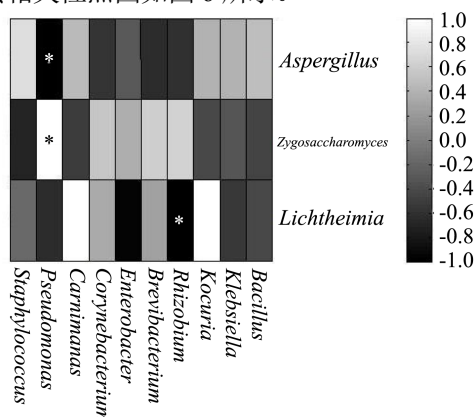 *
Aspergillus
*
Zygosaccharomyces
*
Lichtheimia
1.0
0.8
0.6
0.4
0.2
0.0
-0.2
-0.4
-0.6
-0.8
-1.0
Staphylococcus
Pseudomonas
Carnimanas
Corynebacterium
Enterobacter
Brevibacterium
Rhizobium
Kocuria
Klebsiella
Bacillus